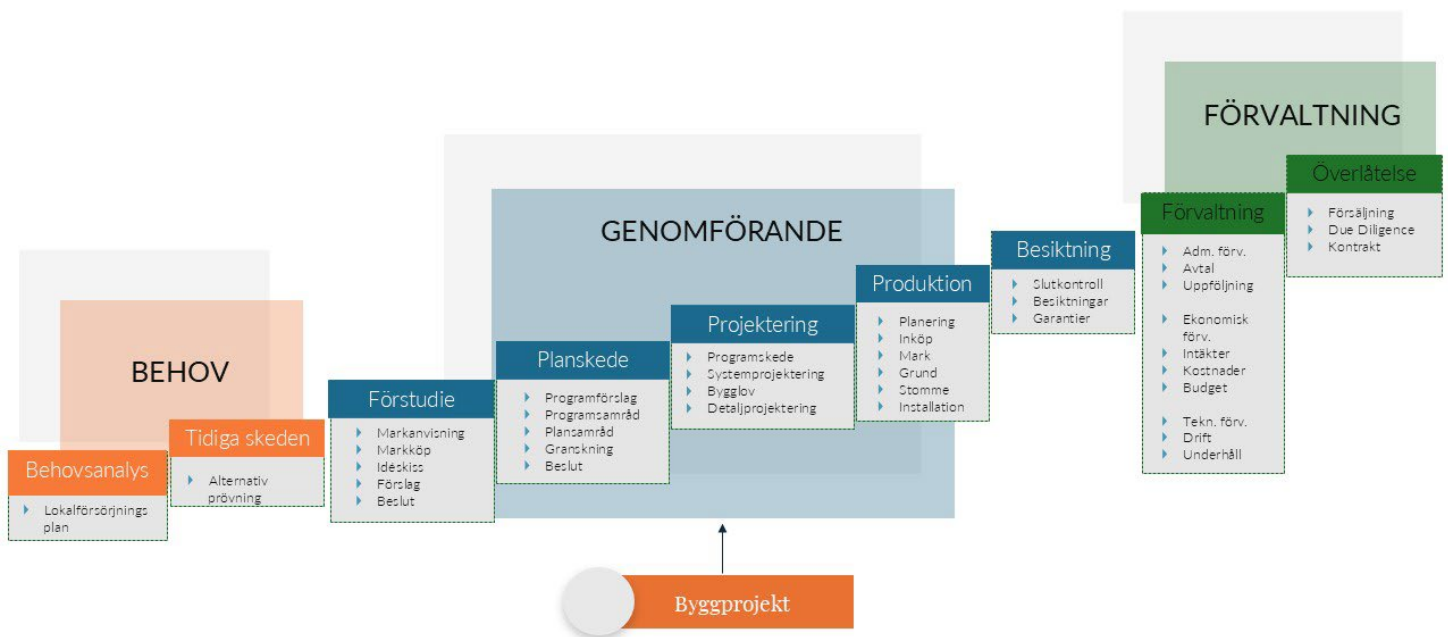 BEHOV
Behovsanalys
Lokalförsörjnings
plan
Tidiga skeden
Alternativ
prövning
GENOMFÖRANDE
Förstudie
Markanvisning
Markköp
Idéskiss
Förslag
Beslut
Planskede
Programförslag
Programsamråd
Plansamråd
Granskning
Beslut
Projektering
Programskede
Systemprojektering
Bygglov
Detaljprojektering
Produktion
Planering
Inköp
Mark
Grund
Stomme
Installation
Besiktning
Slutkontroll
Besiktningar
Garantier
FÖRVALTNING
Förvaltning
Adm. förv.
Avtal
Uppföljning
Ekonomisk
förv.
Intäkter
Kostnader
Budget
Tekn. förv.
Drift
Underhåll
Överlåtelse
Försäljning
Due Diligence
Kontrakt
Byggprojekt